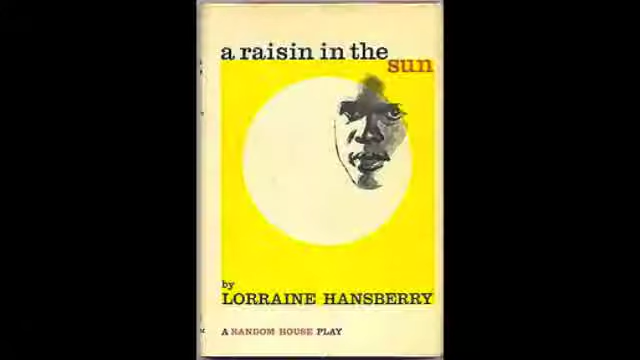 a raisin in the
sun
by
LORRAINE HANSBERRY
A RANDOM HOUSE PLAY